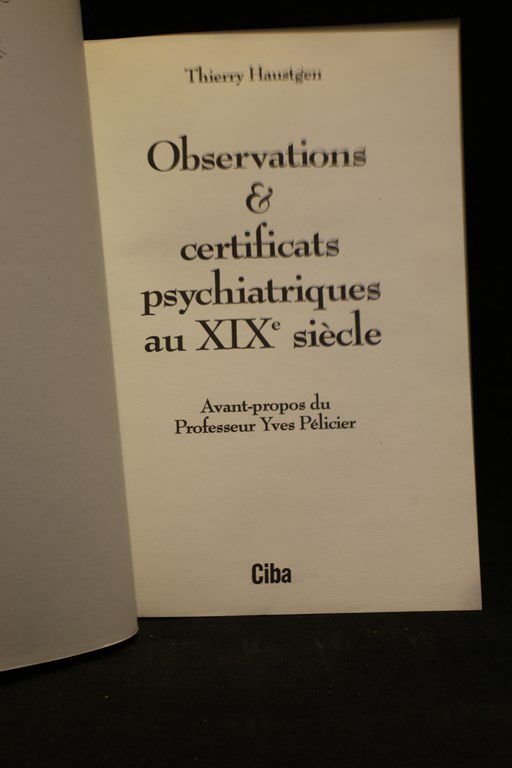 Thierry Haustgen
Observations
&
certificats
psychiatriques
au XIXe siècle
Avant-propos du
Professeur Yves Pélicier
Ciba